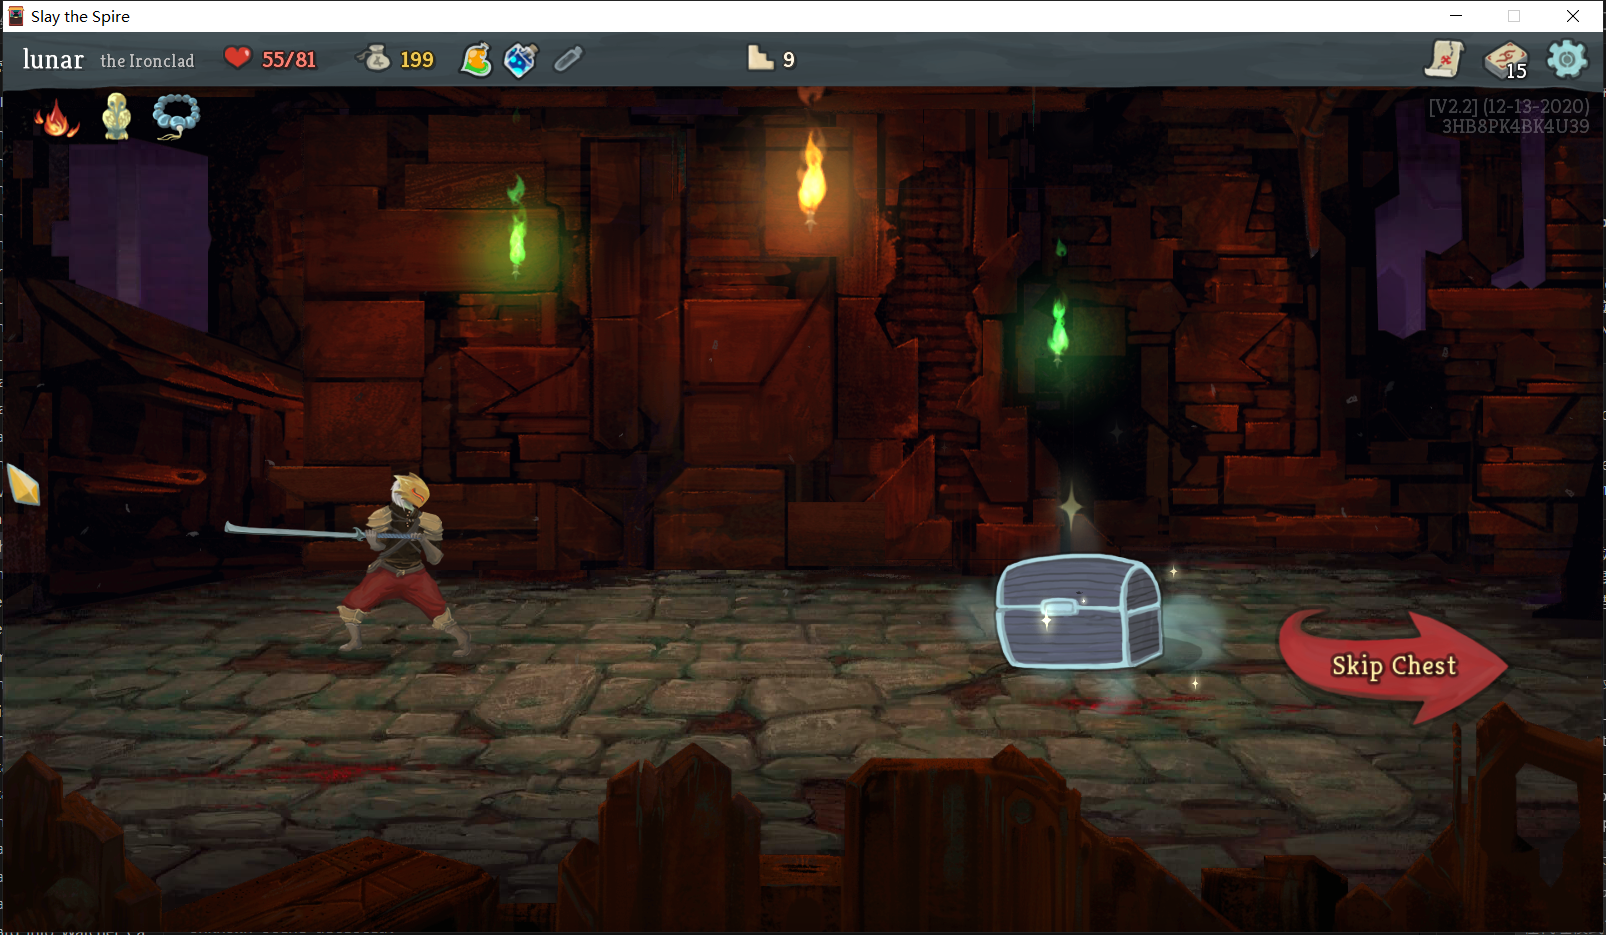 Slay the Spire
lunar the Ironclad 55/81 199 9 15
[V2.2] (12-13-2020)
3HB8PK4BK4U39
Skip Chest